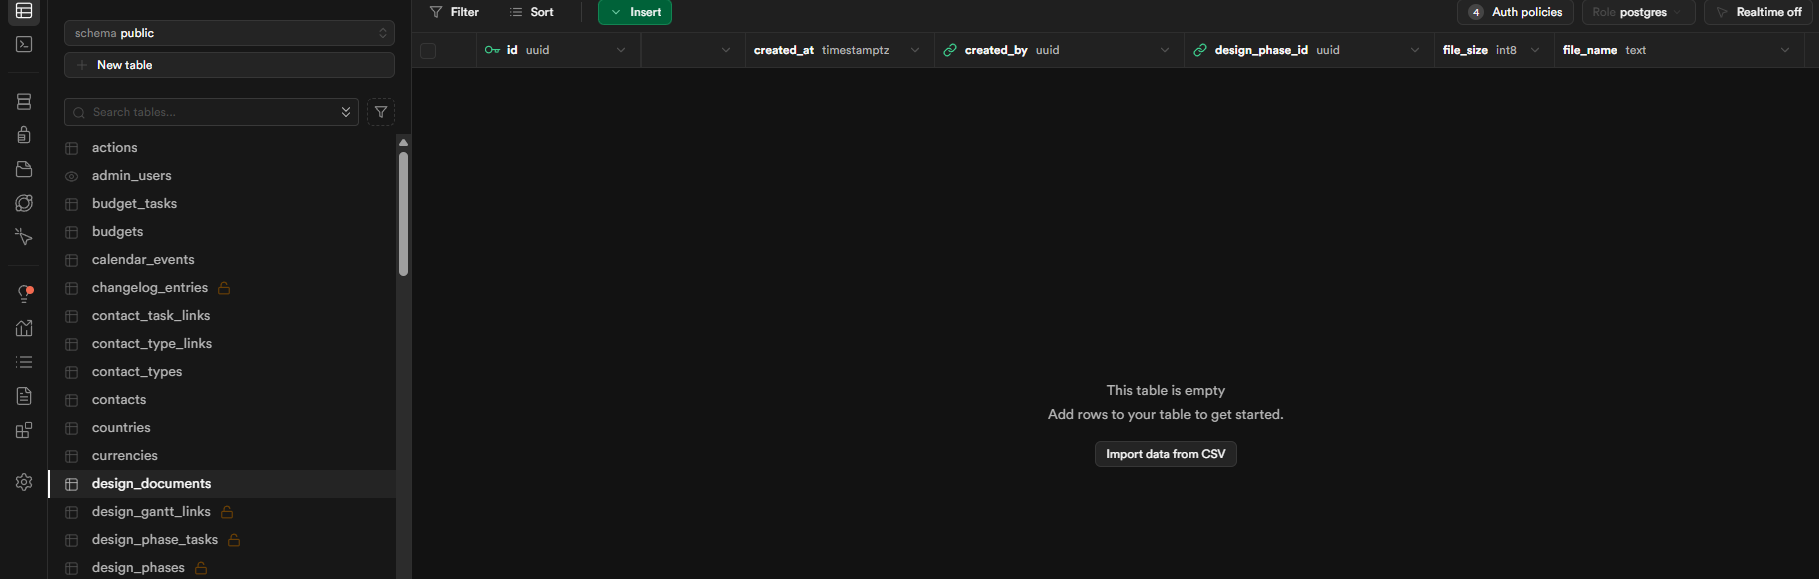 schema public
New table
Search tables...
actions
admin_users
budget_tasks
budgets
calendar_events
changelog_entries
contact_task_links
contact_type_links
contact_types
contacts
countries
currencies
design_documents
design_gantt_links
design_phase_tasks
design_phases
Filter Sort Insert 4 Auth policies Role postgres Realtime off
id uuid created_at timestamptz created_by uuid design_phase_id uuid file_size int8 file_name text
This table is empty
Add rows to your table to get started.
Import data from CSV